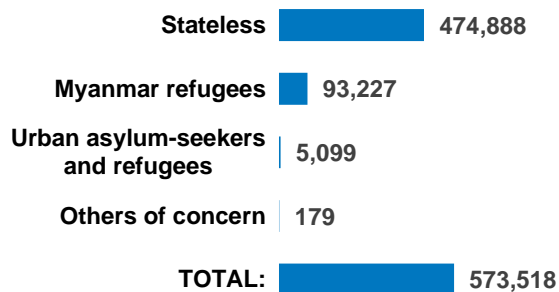 Stateless 474,888
Myanmar refugees 93,227
Urban asylum-seekers
and refugees 5,099
Others of concern 179
TOTAL: 573,518